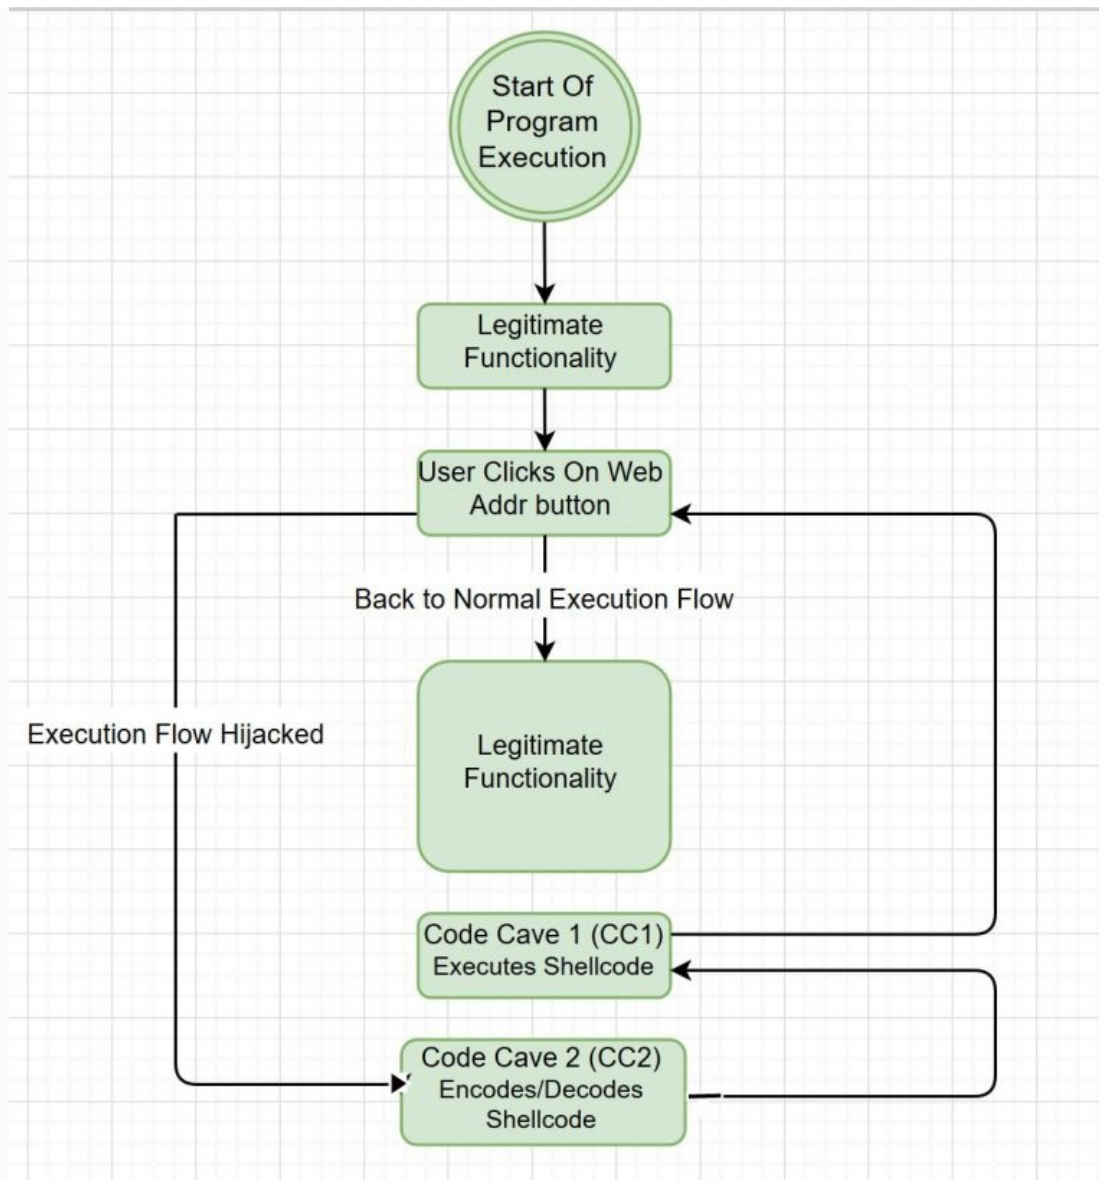 Start Of
Program
Execution
Legitimate
Functionality
User Clicks On Web
Addr button
Back to Normal Execution Flow
Execution Flow Hijacked
Legitimate
Functionality
Code Cave 1 (CC1)
Executes Shellcode
Code Cave 2 (CC2)
Encodes/Decodes
Shellcode